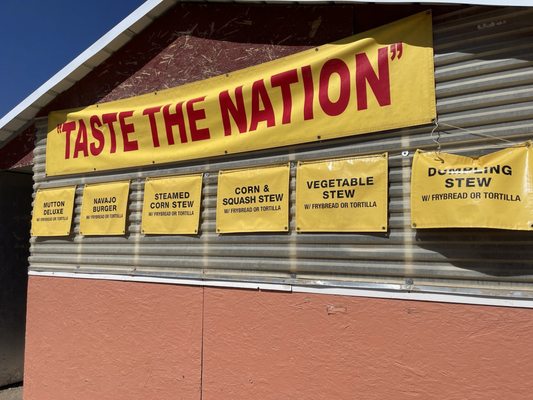 "TASTE THE NATION"
MUTTON
DELUXE
W/ FRYBREAD OR TORTILLA
NAVAJO
BURGER
W/ FRYBREAD OR TORTILLA
STEAMED
CORN STEW
W/ FRYBREAD OR TORTILLA
CORN &
SQUASH STEW
W/ FRYBREAD OR TORTILLA
VEGETABLE
STEW
W/ FRYBREAD OR TORTILLA
DUMPLING
STEW
W/ FRYBREAD OR TORTILLA